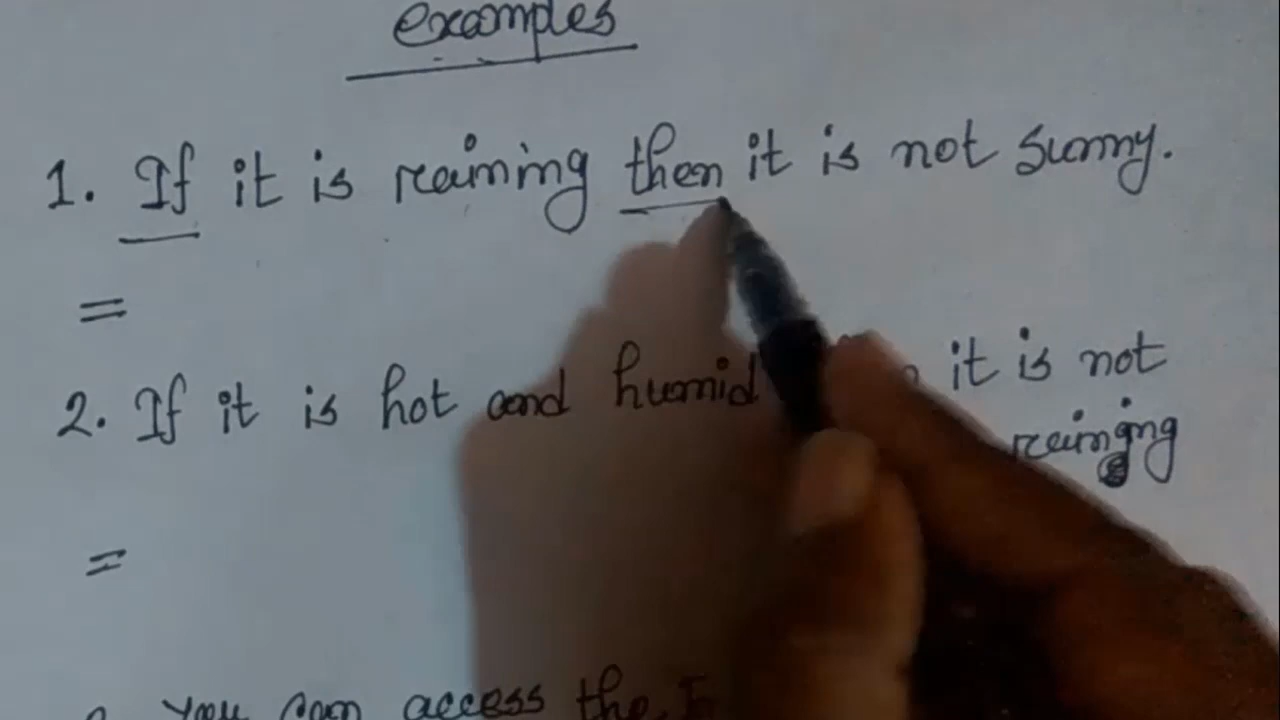 examples
1. If it is raining then it is not sunny.
=
2. If it is hot and humid it is not
raining
=
You can access the